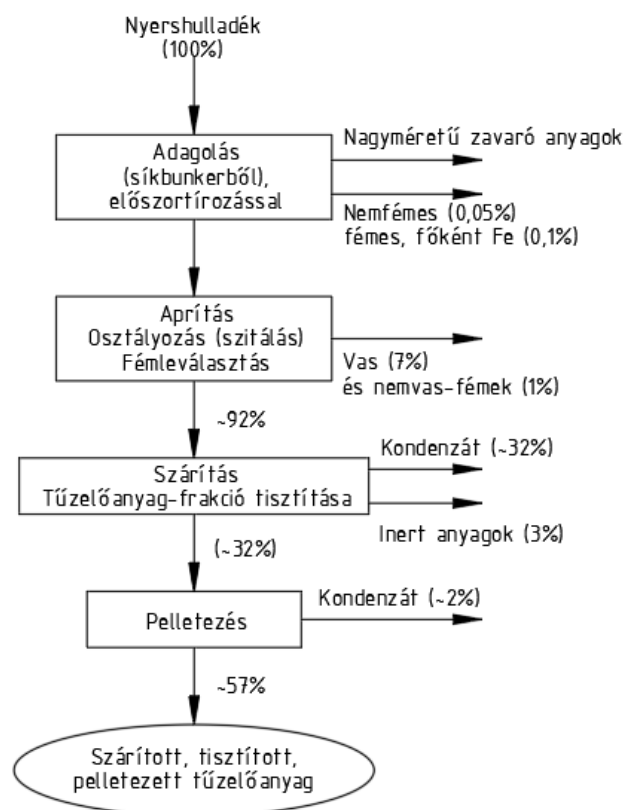 Nyershulladék
(100%)
Adagolás
(síkbunkerből),
előszortírozással
Nagyméretű zavaró anyagok
Nemfémes (0,05%)
fémes, főként Fe (0,1%)
Aprítás
Osztályozás (szitálás)
Fémleválasztás
Vas (7%)
és nemvas-fémek (1%)
~92%
Szárítás
Tűzelőanyag-frakció tisztítása
Kondenzát (~32%)
Inert anyagok (3%)
(~32%)
Pelletezés
Kondenzát (~2%)
~57%
Szárított, tisztított,
pelletezett tűzelőanyag